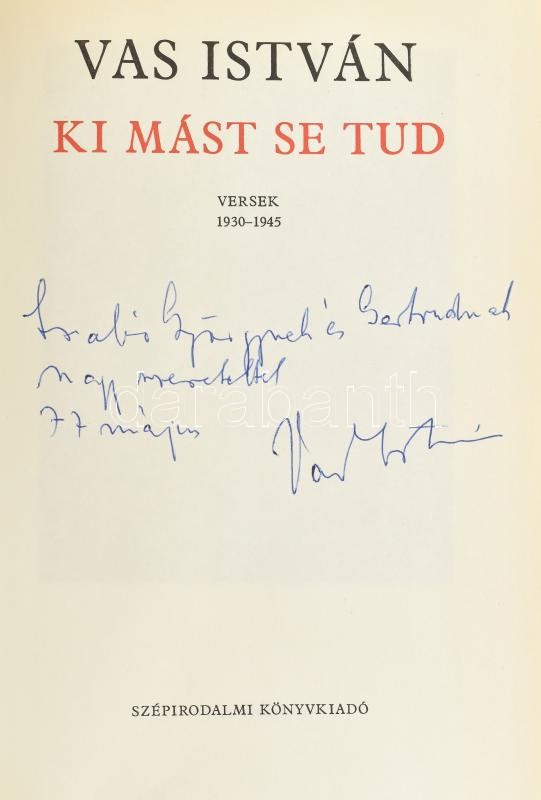 VAS ISTVÁN
KI MÁST SE TUD
VERSEK
1930–1945
Szabó Györgynek és Gertrudnak
nagy szeretettel
darabanth
77 május
Vas István
SZÉPIRODALMI KÖNYVKIADÓ